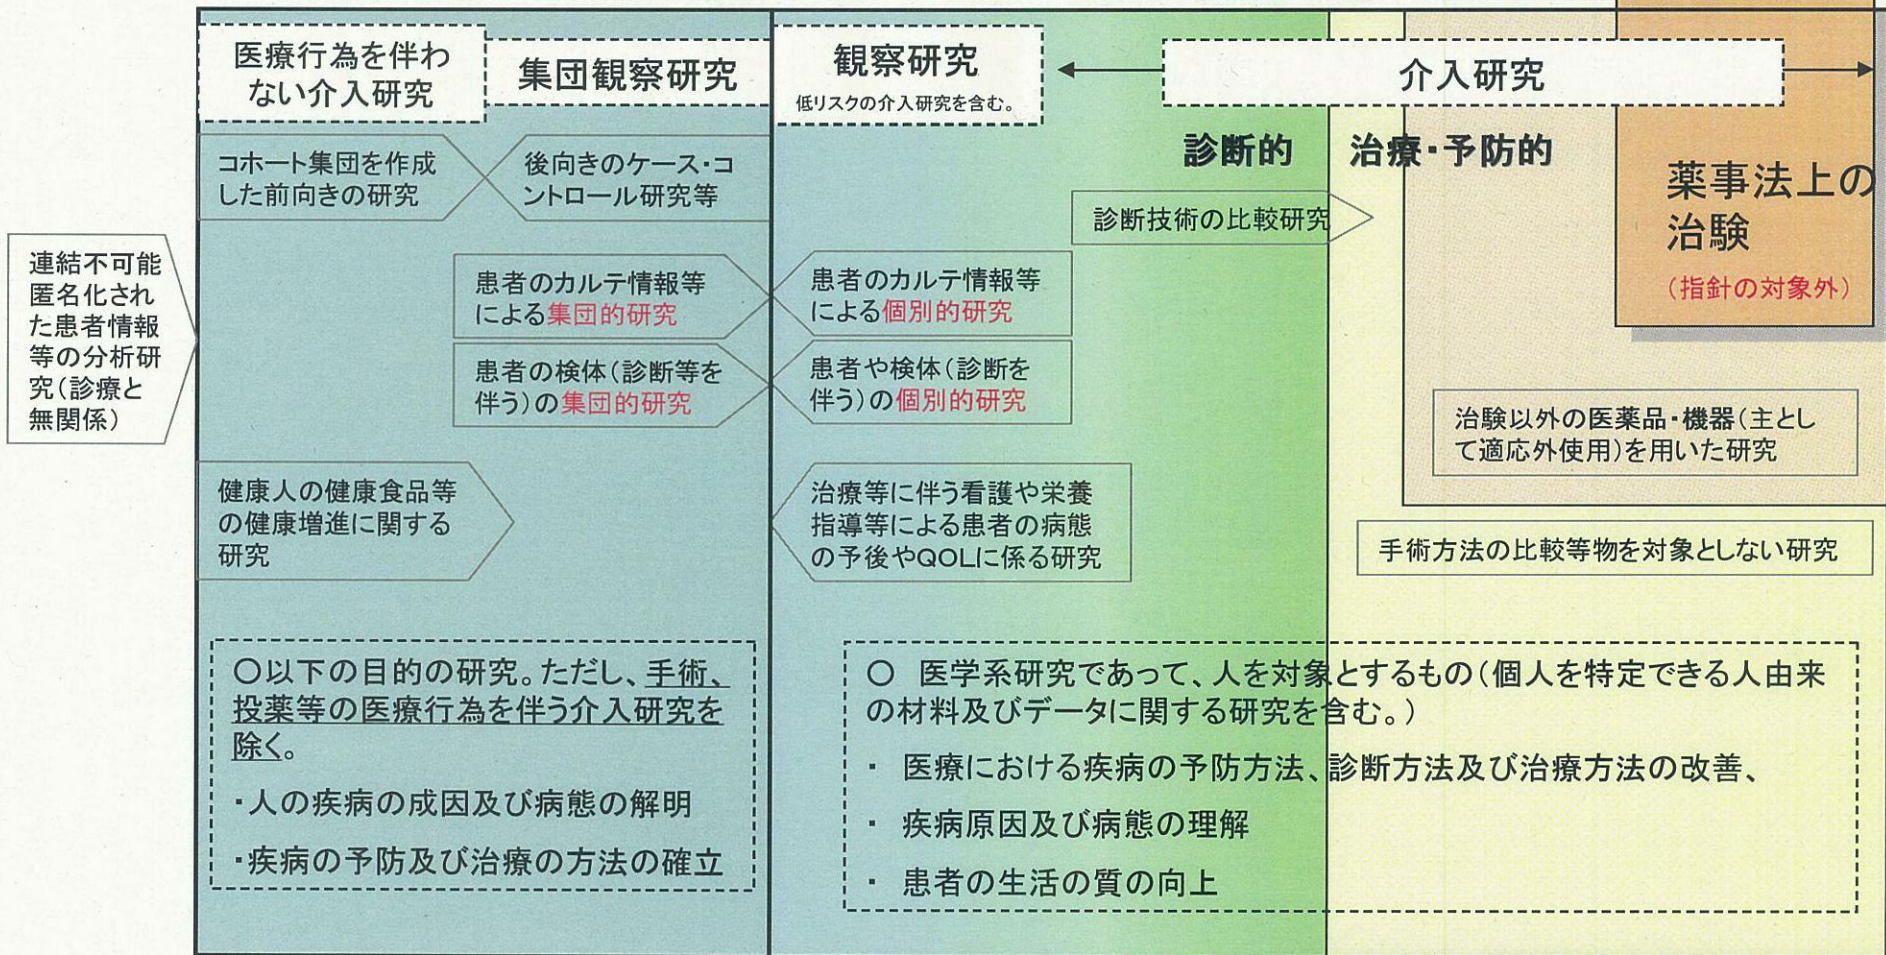 医療行為を伴わ
ない介入研究
集団観察研究
観察研究
低リスクの介入研究を含む。
介入研究
診断的
治療・予防的
コホート集団を作成
した前向きの研究
後向きのケース・コ
ントロール研究等
診断技術の比較研究
薬事法上の
治験
(指針の対象外)
連結不可能
匿名化され
た患者情報
等の分析研
究(診療と
無関係)
患者のカルテ情報等
による集団的研究
患者のカルテ情報等
による個別的研究
患者の検体(診断等を
伴う)の集団的研究
患者や検体(診断を
伴う)の個別的研究
治験以外の医薬品・機器(主とし
て適応外使用)を用いた研究
健康人の健康食品等
の健康増進に関する
研究
治療等に伴う看護や栄養
指導等による患者の病態
の予後やQOLに係る研究
手術方法の比較等物を対象としない研究
○以下の目的の研究。ただし、手術、
投薬等の医療行為を伴う介入研究を
除く。
・人の疾病の成因及び病態の解明
・疾病の予防及び治療の方法の確立
○ 医学系研究であって、人を対象とするもの(個人を特定できる人由来
の材料及びデータに関する研究を含む。)
・ 医療における疾病の予防方法、診断方法及び治療方法の改善、
・ 疾病原因及び病態の理解
・ 患者の生活の質の向上